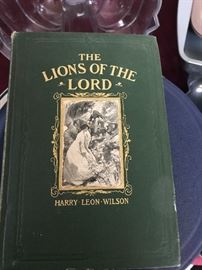 THE
LIONS OF THE
LORD
HARRY LEON WILSON